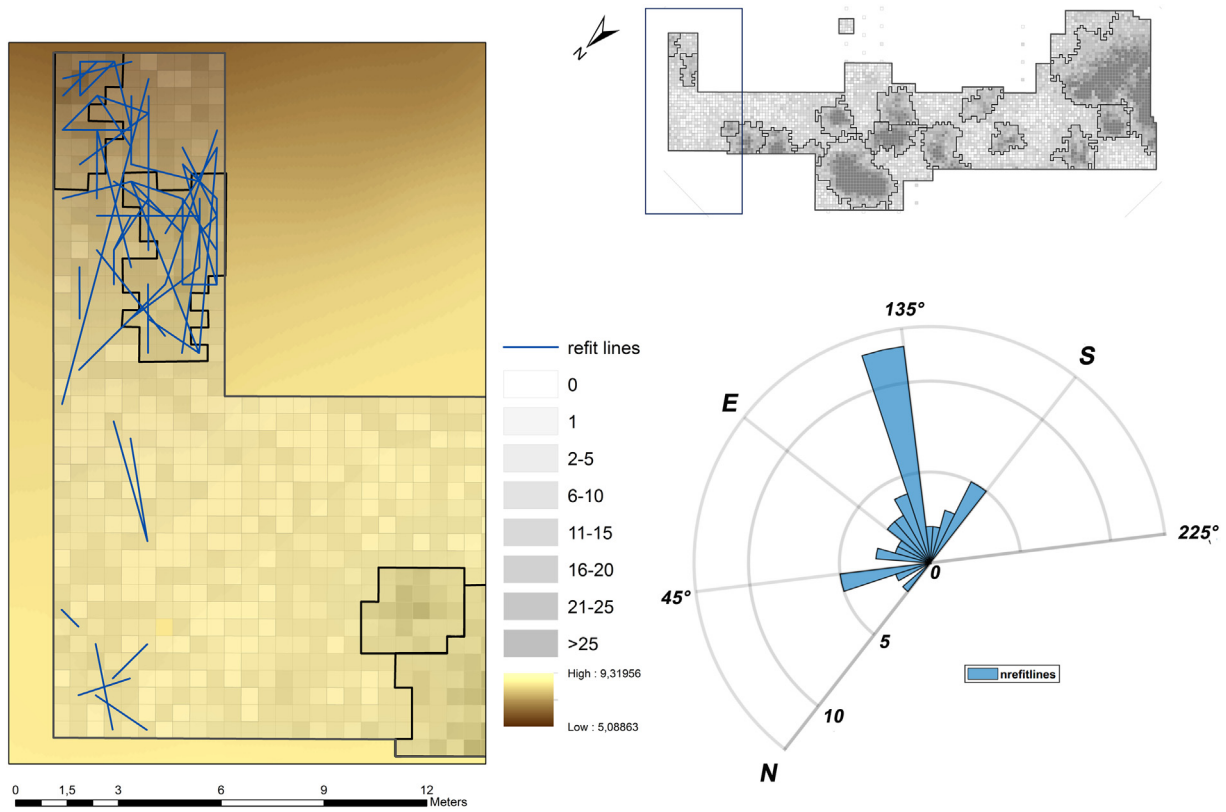 N
refit lines
0
1
2-5
6-10
11-15
16-20
21-25
>25
High : 9,31956
Low : 5,08863
0 1,5 3 6 9 12
Meters
135°
S
E
225°
45°
0
5
10
N
nrefitlines